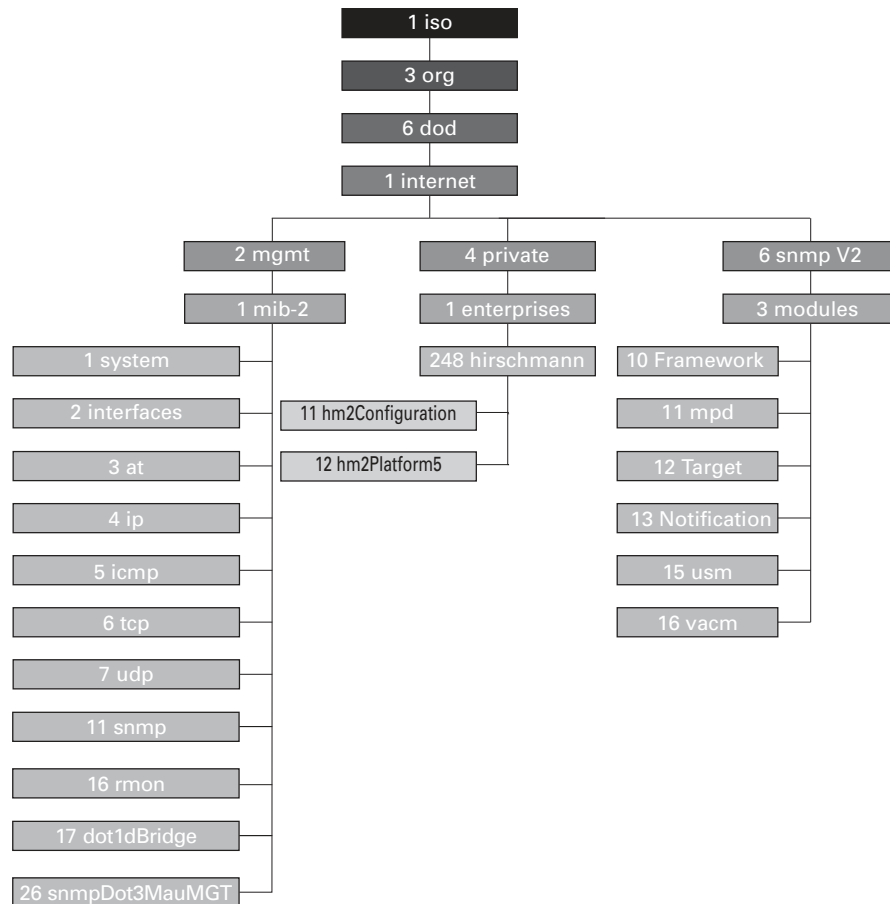 1 iso
3 org
6 dod
1 internet
2 mgmt
4 private
6 snmp V2
1 mib-2
1 enterprises
3 modules
1 system
248 hirschmann
10 Framework
2 interfaces
11 hm2Configuration
11 mpd
3 at
12 hm2Platform5
12 Target
4 ip
13 Notification
5 icmp
15 usm
6 tcp
16 vacm
7 udp
11 snmp
16 rmon
17 dot1dBridge
26 snmpDot3MauMGT